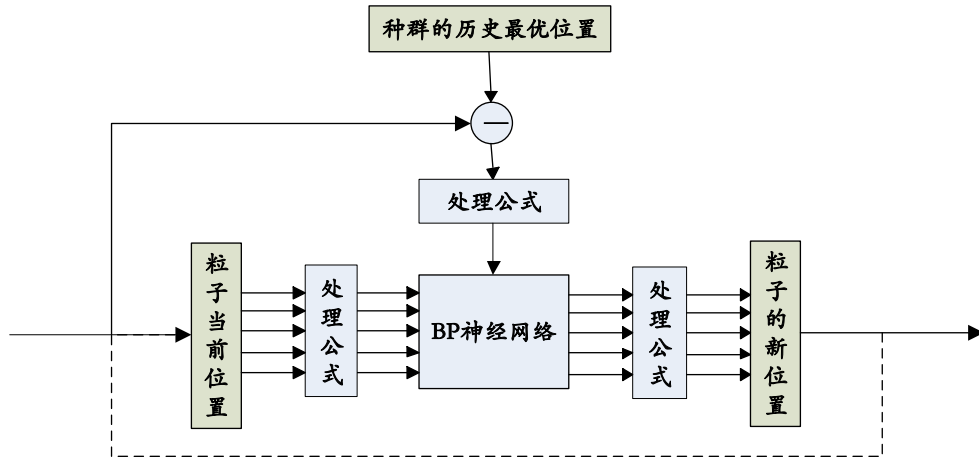 种群的历史最优位置
处理公式
粒子当前位置
处理公式
BP神经网络
处理公式
粒子的新位置